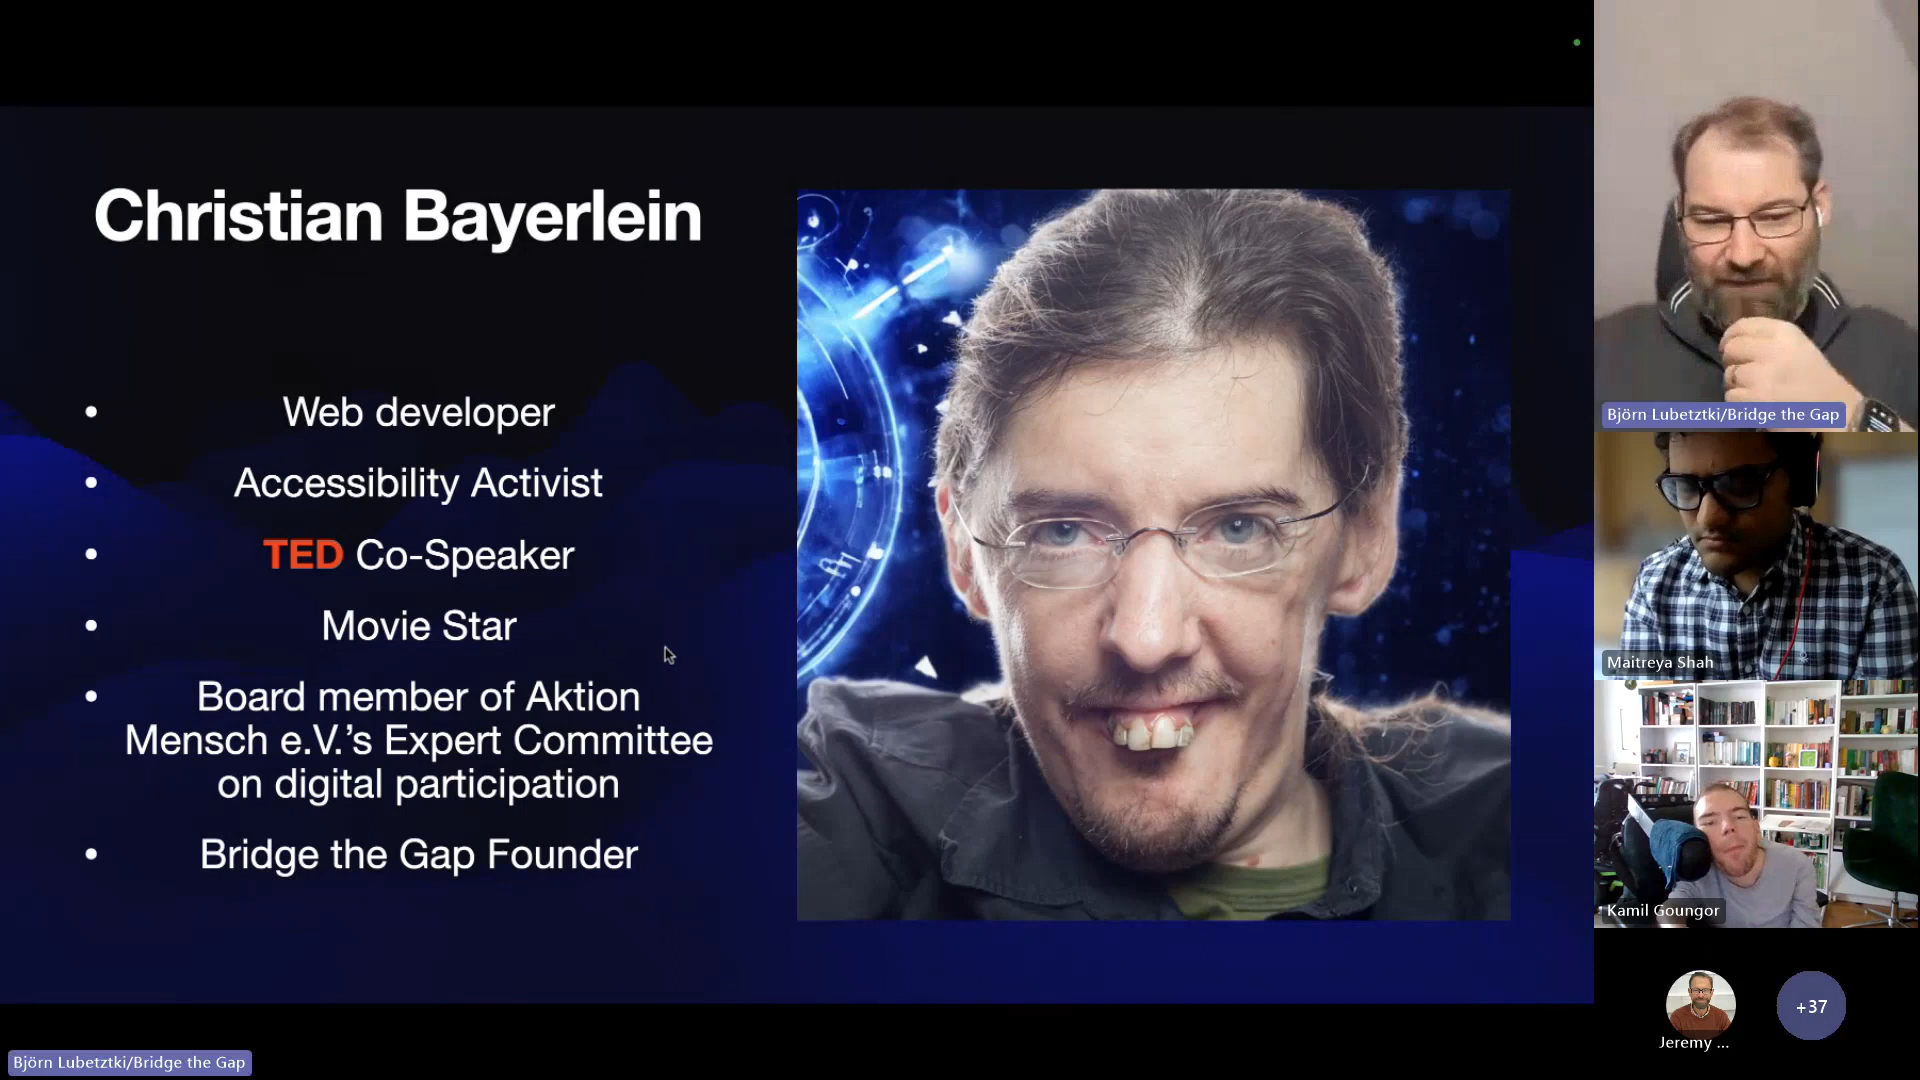 Christian Bayerlein
• Web developer
• Accessibility Activist
• TED Co-Speaker
• Movie Star
• Board member of Aktion
Mensch e.V.’s Expert Committee
on digital participation
• Bridge the Gap Founder
Björn Lubetztki/Bridge the Gap
Maitreya Shah
Kamil Goungor
Jeremy ...
+37
Björn Lubetztki/Bridge the Gap